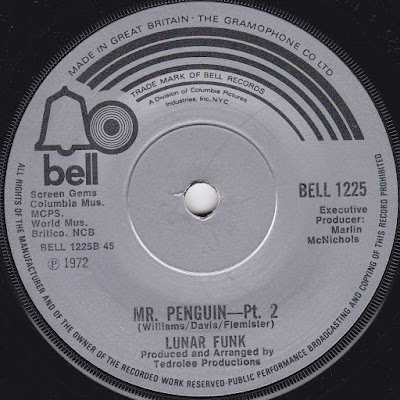 MADE IN GREAT BRITAIN · THE GRAMOPHONE CO LTD
TRADE MARK OF BELL RECORDS
A Division of Columbia Pictures
Industries, Inc. N.Y.C.
bell
Screen Gems
Columbia Mus.
MCPS.
World Mus.
Britico. NCB
BELL 1225B 45
℗ 1972
BELL 1225
Executive
Producer:
Marlin
McNichols
MR. PENGUIN—Pt. 2
(Williams/Davis/Flemister)
LUNAR FUNK
Produced and Arranged by
Tedrolee Productions
ALL RIGHTS OF THE MANUFACTURER AND OF THE OWNER OF THE RECORDED WORK RESERVED-PUBLIC PERFORMANCE BROADCASTING AND COPYING OF THIS RECORD PROHIBITED